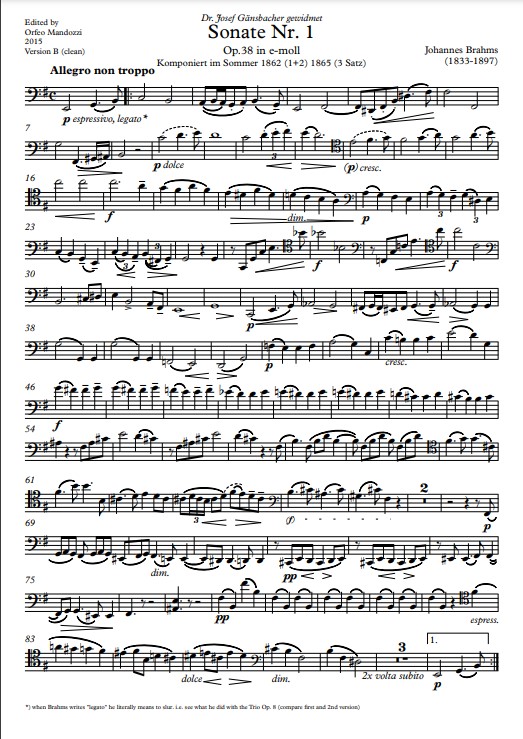 Dr. Josef Gänsbacher gewidmet
Edited by
Orfeo Mandozzi
2015
Version B (clean)
Sonate Nr. 1
Op.38 in e-moll
Komponiert im Sommer 1862 (1+2) 1865 (3 Satz)
Johannes Brahms
(1833-1897)
Allegro non troppo
p espressivo, legato*
7
3
p dolce
(p) cresc.
16
3 3
f
dim.
p
23
3 3
f
f
30
p
38
p
cresc.
46
f
54
61
2
3
(p)
p
69
dim.
pp
75
pp
espress.
83
3
1.
dolce
dim.
2x volta subito
p
*) when Brahms writes "legato" he literally means to slur. i.e. see what he did with the Trio Op. 8 (compare first and 2nd version)